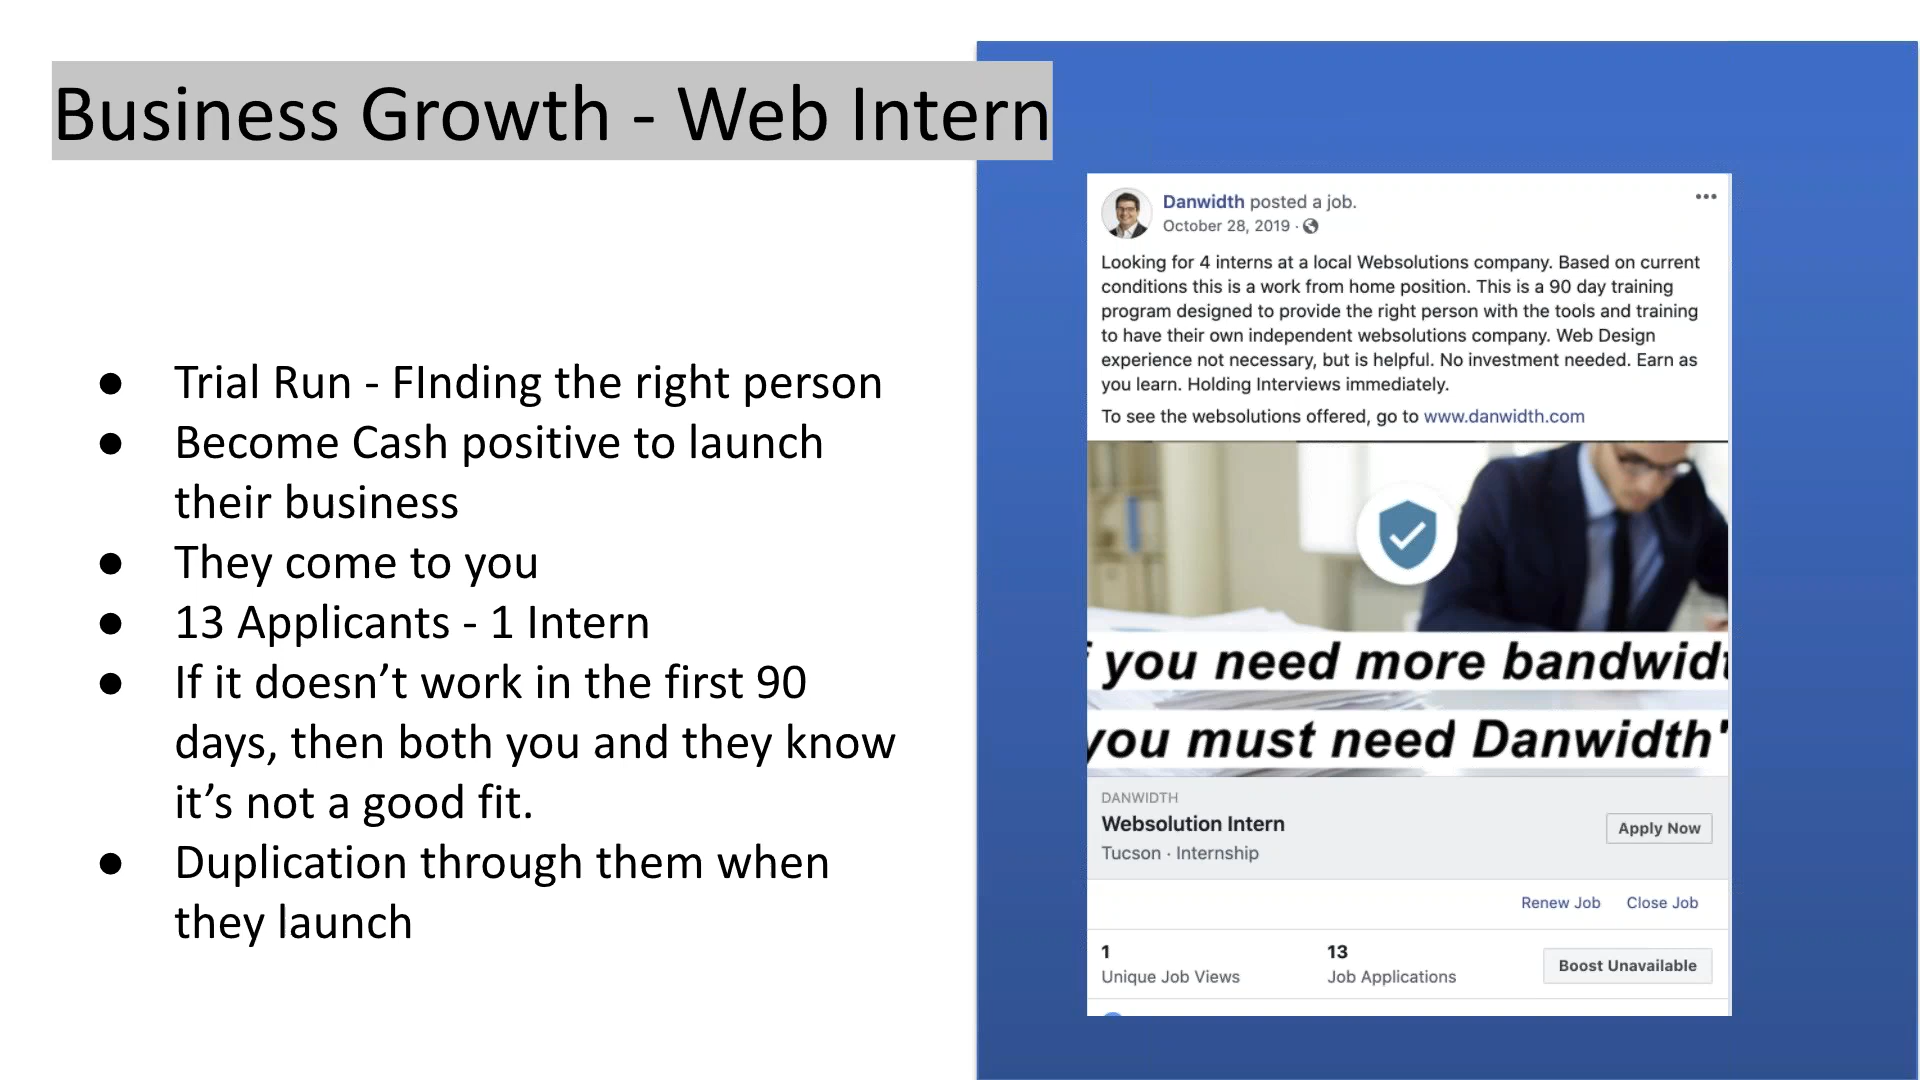 Business Growth - Web Intern
● Trial Run - FInding the right person
● Become Cash positive to launch
their business
● They come to you
● 13 Applicants - 1 Intern
● If it doesn’t work in the first 90
days, then both you and they know
it’s not a good fit.
● Duplication through them when
they launch
Danwidth posted a job.
October 28, 2019 ·
Looking for 4 interns at a local Websolutions company. Based on current
conditions this is a work from home position. This is a 90 day training
program designed to provide the right person with the tools and training
to have their own independent websolutions company. Web Design
experience not necessary, but is helpful. No investment needed. Earn as
you learn. Holding Interviews immediately.
To see the websolutions offered, go to www.danwidth.com
you need more bandwidt
you must need Danwidth"
DANWIDTH
Websolution Intern
Apply Now
Tucson · Internship
Renew Job Close Job
1 13
Boost Unavailable
Unique Job Views Job Applications